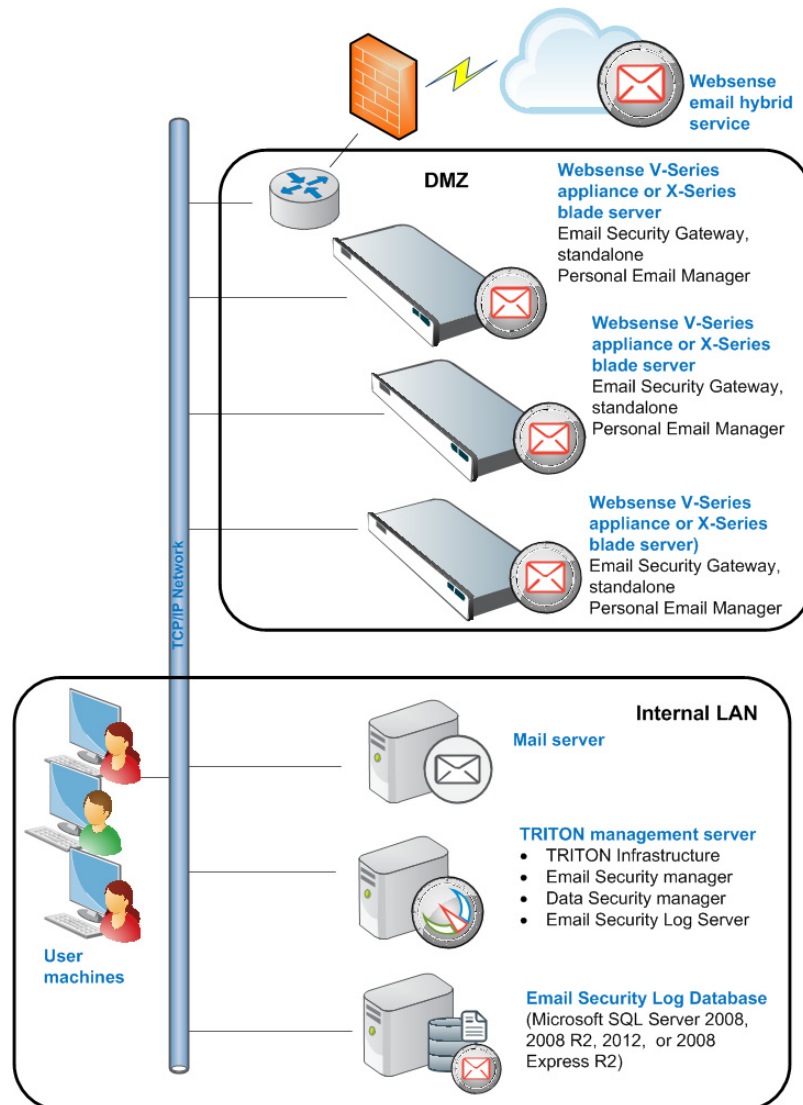 Websense
email hybrid
service
DMZ
Websense V-Series
appliance or X-Series
blade server
Email Security Gateway,
standalone
Personal Email Manager
Websense V-Series
appliance or X-Series
blade server
Email Security Gateway,
standalone
Personal Email Manager
Websense V-Series
appliance or X-Series
blade server)
Email Security Gateway,
standalone
Personal Email Manager
TCP/IP Network
Internal LAN
Mail server
TRITON management server
• TRITON Infrastructure
• Email Security manager
• Data Security manager
• Email Security Log Server
User
machines
Email Security Log Database
(Microsoft SQL Server 2008,
2008 R2, 2012, or 2008
Express R2)